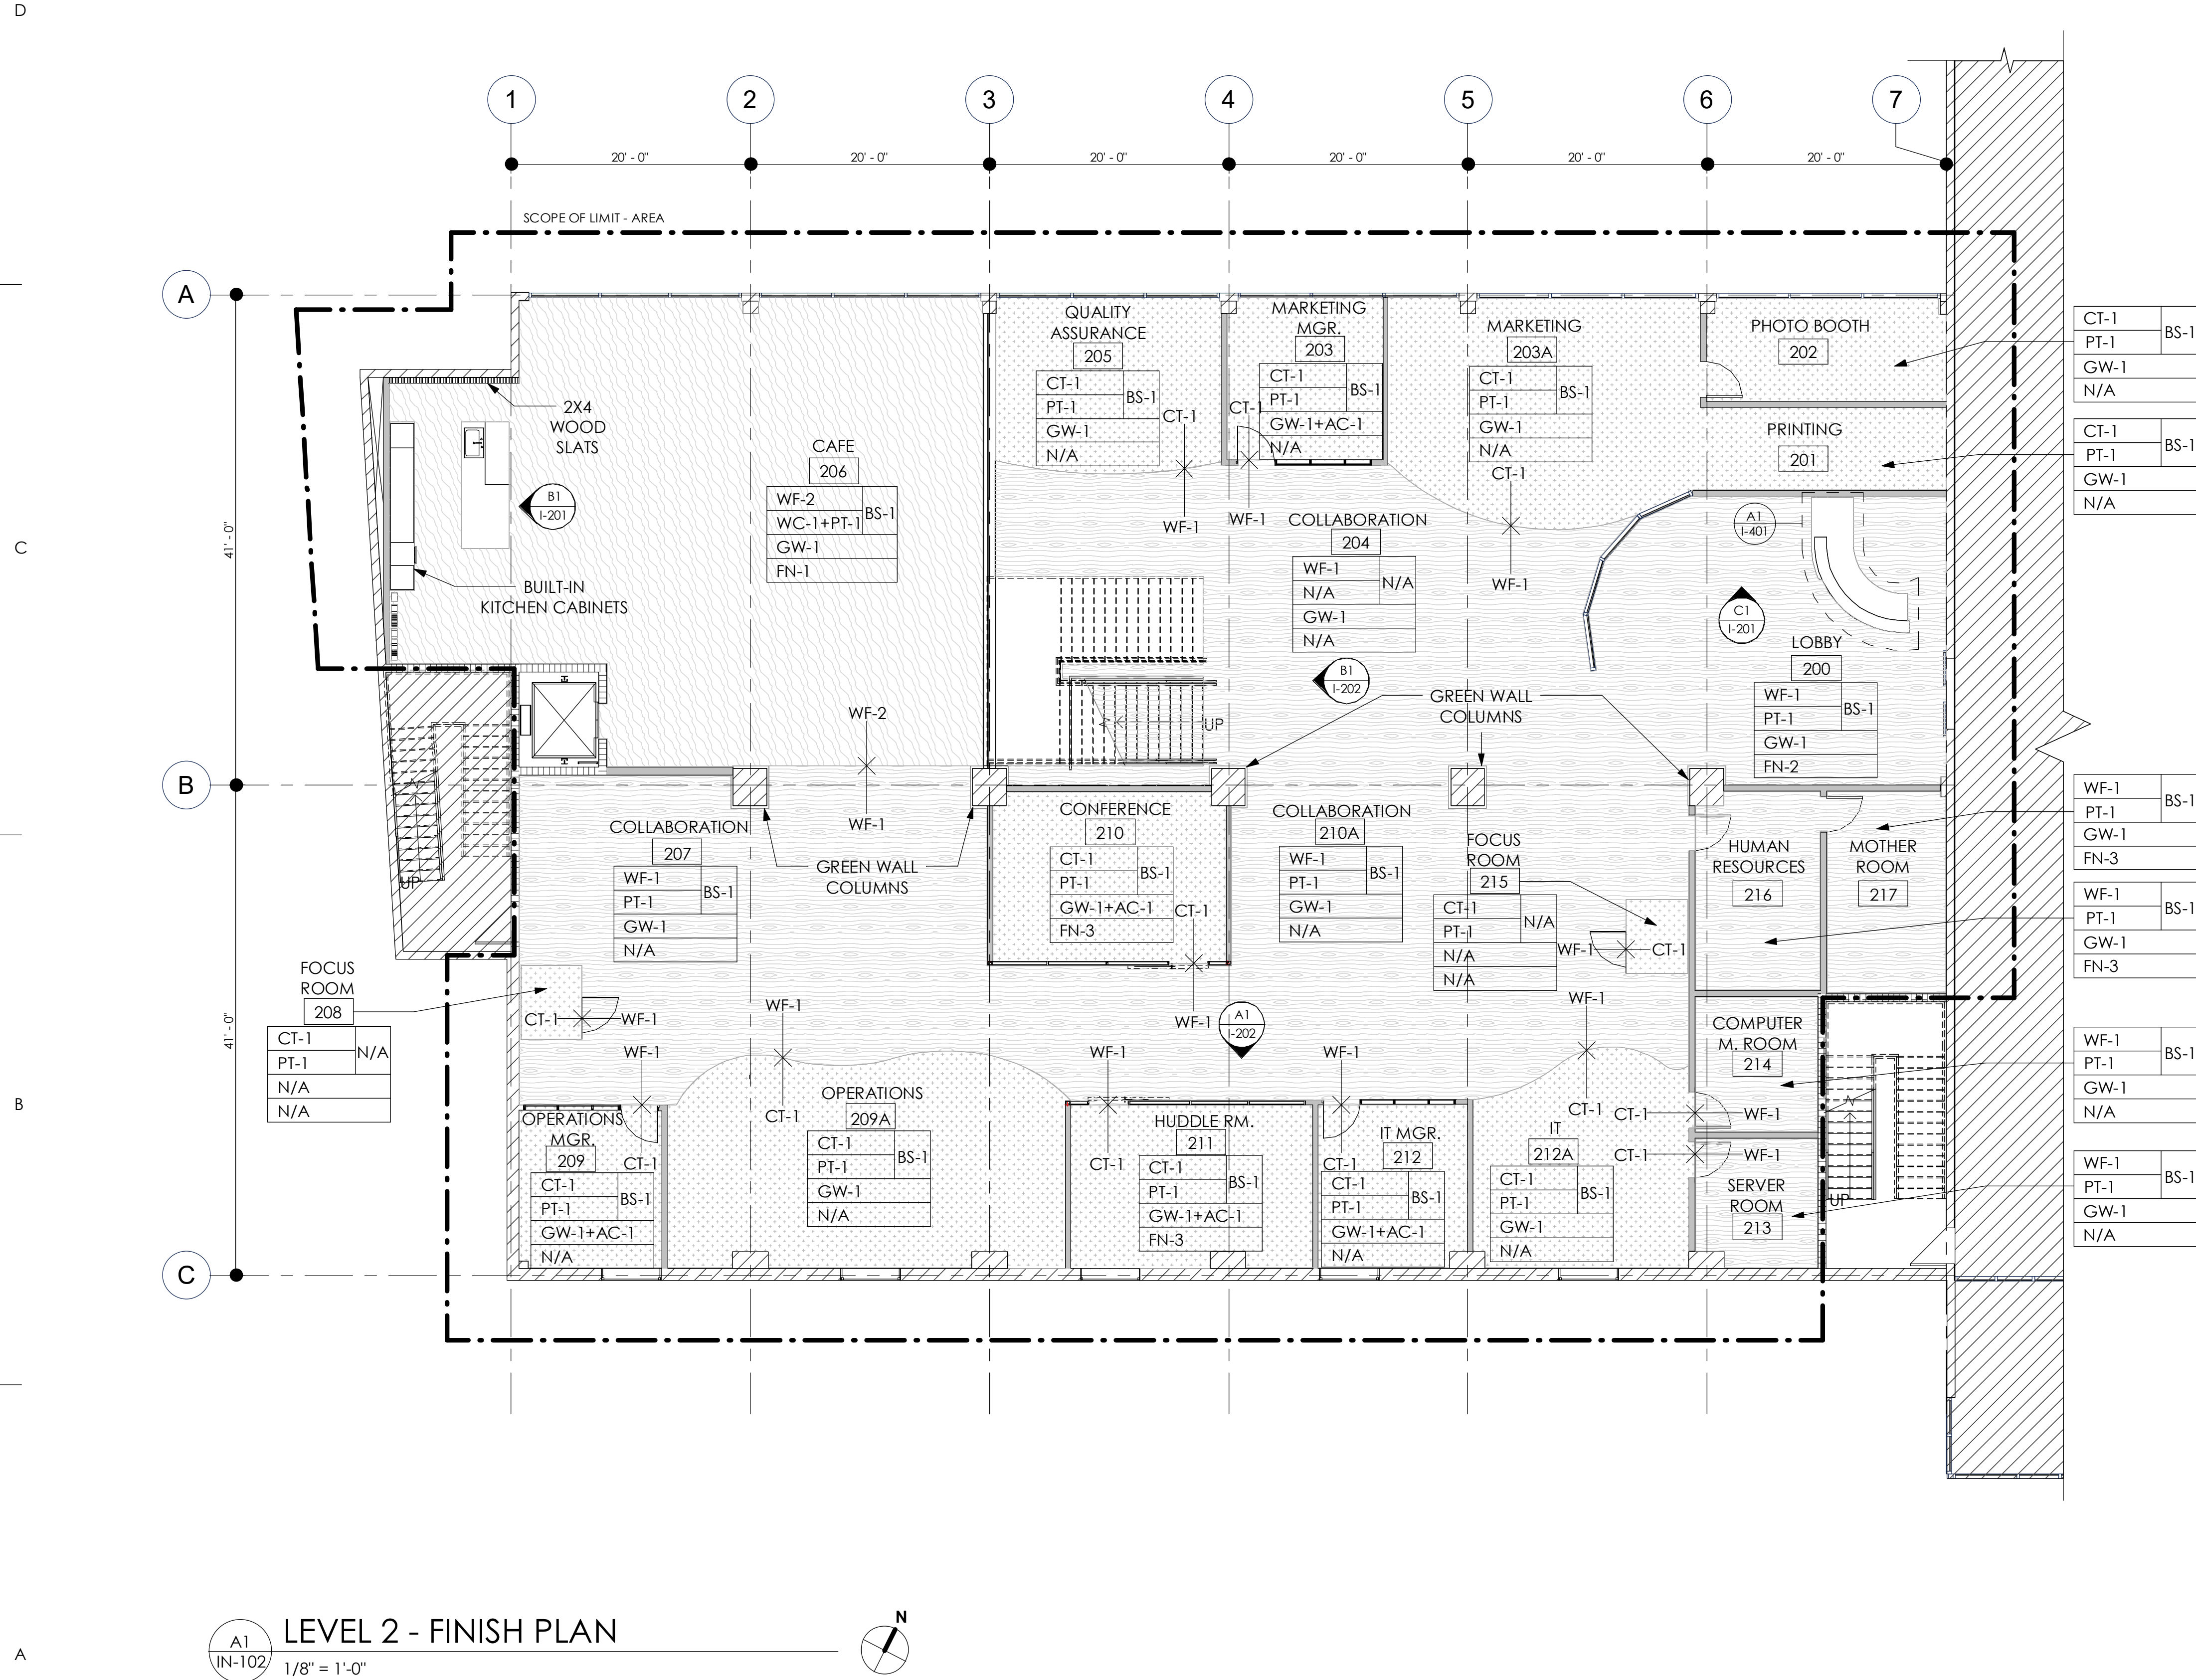 D
1
2
3
4
5
6
7
20' - 0"
20' - 0"
20' - 0"
20' - 0"
20' - 0"
20' - 0"
SCOPE OF LIMIT - AREA
A
QUALITY
ASSURANCE
205
CT-1
PT-1
BS-1
GW-1
N/A
MARKETING
MGR.
203
CT-1
PT-1
BS-1
GW-1+AC-1
N/A
MARKETING
203A
CT-1
PT-1
BS-1
GW-1
N/A
PHOTO BOOTH
202
CT-1
PT-1
BS-1
GW-1
N/A
PRINTING
201
CT-1
PT-1
BS-1
GW-1
N/A
2X4
WOOD
SLATS
CAFE
206
WF-2
WC-1+PT-1
BS-1
GW-1
FN-1
B1
I-201
BUILT-IN
KITCHEN CABINETS
CT-1
WF-1
CT-1
WF-1
CT-1
WF-1
C
41' - 0"
COLLABORATION
204
WF-1
N/A
N/A
GW-1
N/A
A1
I-401
C1
I-201
B1
I-202
LOBBY
200
WF-1
PT-1
BS-1
GW-1
FN-2
GREEN WALL
COLUMNS
UP
WF-2
WF-1
B
COLLABORATION
207
WF-1
PT-1
BS-1
GW-1
N/A
GREEN WALL
COLUMNS
CONFERENCE
210
CT-1
PT-1
BS-1
GW-1+AC-1
FN-3
CT-1
WF-1
COLLABORATION
210A
WF-1
PT-1
BS-1
GW-1
N/A
FOCUS
ROOM
215
CT-1
PT-1
N/A
N/A
N/A
WF-1
CT-1
HUMAN
RESOURCES
216
MOTHER
ROOM
217
WF-1
PT-1
BS-1
GW-1
FN-3
WF-1
PT-1
BS-1
GW-1
FN-3
UP
FOCUS
ROOM
208
CT-1
PT-1
N/A
N/A
N/A
CT-1
WF-1
41' - 0"
WF-1
CT-1
WF-1
CT-1
A1
I-202
WF-1
CT-1
WF-1
CT-1
WF-1
CT-1
COMPUTER
M. ROOM
214
WF-1
PT-1
BS-1
GW-1
N/A
CT-1
WF-1
CT-1
WF-1
B
OPERATIONS
MGR.
209
CT-1
PT-1
BS-1
GW-1+AC-1
N/A
OPERATIONS
209A
CT-1
PT-1
BS-1
GW-1
N/A
HUDDLE RM.
211
CT-1
PT-1
BS-1
GW-1+AC-1
FN-3
IT MGR.
212
CT-1
PT-1
BS-1
GW-1+AC-1
N/A
IT
212A
CT-1
PT-1
BS-1
GW-1
N/A
SERVER
ROOM
213
WF-1
PT-1
BS-1
GW-1
N/A
UP
C
A1
IN-102
LEVEL 2 - FINISH PLAN
1/8" = 1'-0"
N
A